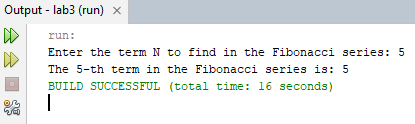 Output - lab3 (run)
run:
Enter the term N to find in the Fibonacci series: 5
The 5-th term in the Fibonacci series is: 5
BUILD SUCCESSFUL (total time: 16 seconds)